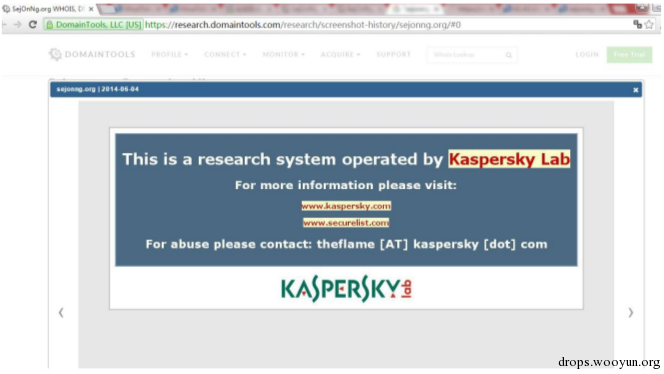 SejOnNg.org WHOIS, D
DomainTools, LLC [US] https://research.domaintools.com/research/screenshot-history/sejonng.org/#0
DOMAINTOOLS PROFILE CONNECT MONITOR ACQUIRE SUPPORT Whois Lookup LOGIN Free Trial
sejonng.org | 2014-06-04
This is a research system operated by Kaspersky Lab
For more information please visit:
www.kaspersky.com
www.securelist.com
For abuse please contact: theflame [AT] kaspersky [dot] com
KASPERSKY lab
drops.wooyun.org